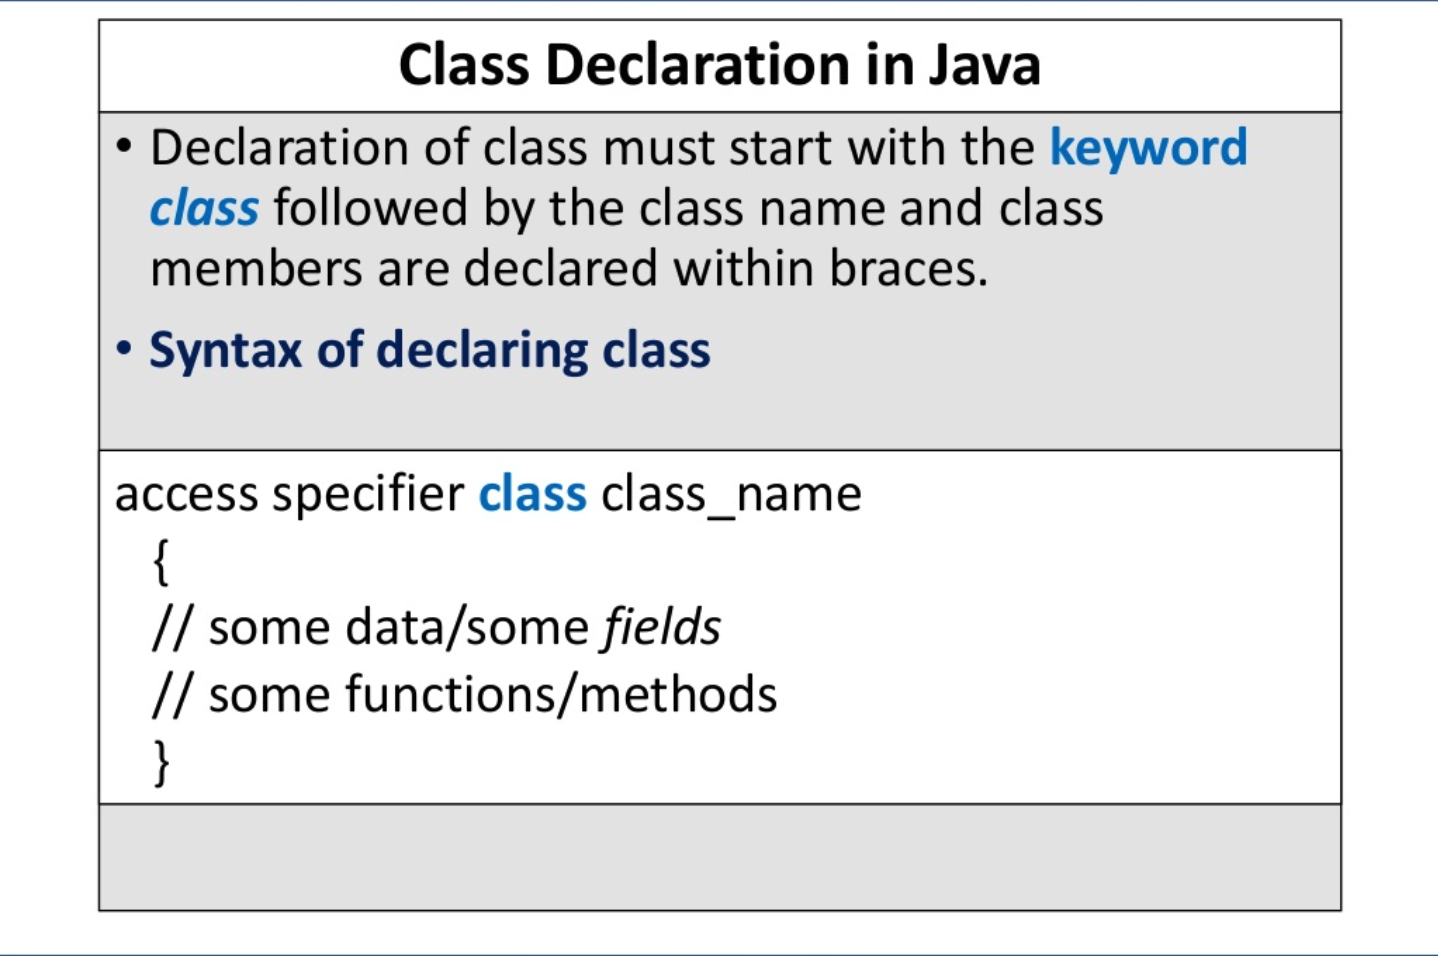 Class Declaration in Java
• Declaration of class must start with the keyword
class followed by the class name and class
members are declared within braces.
• Syntax of declaring class
access specifier class class_name
{
// some data/some fields
// some functions/methods
}